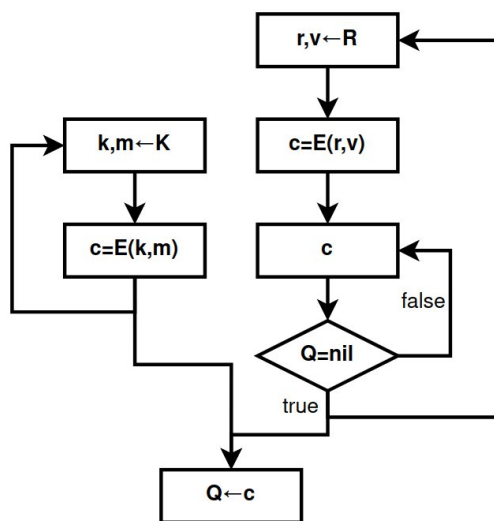 r,v←R
k,m←K
c=E(r,v)
c=E(k,m)
c
false
Q=nil
true
Q←c